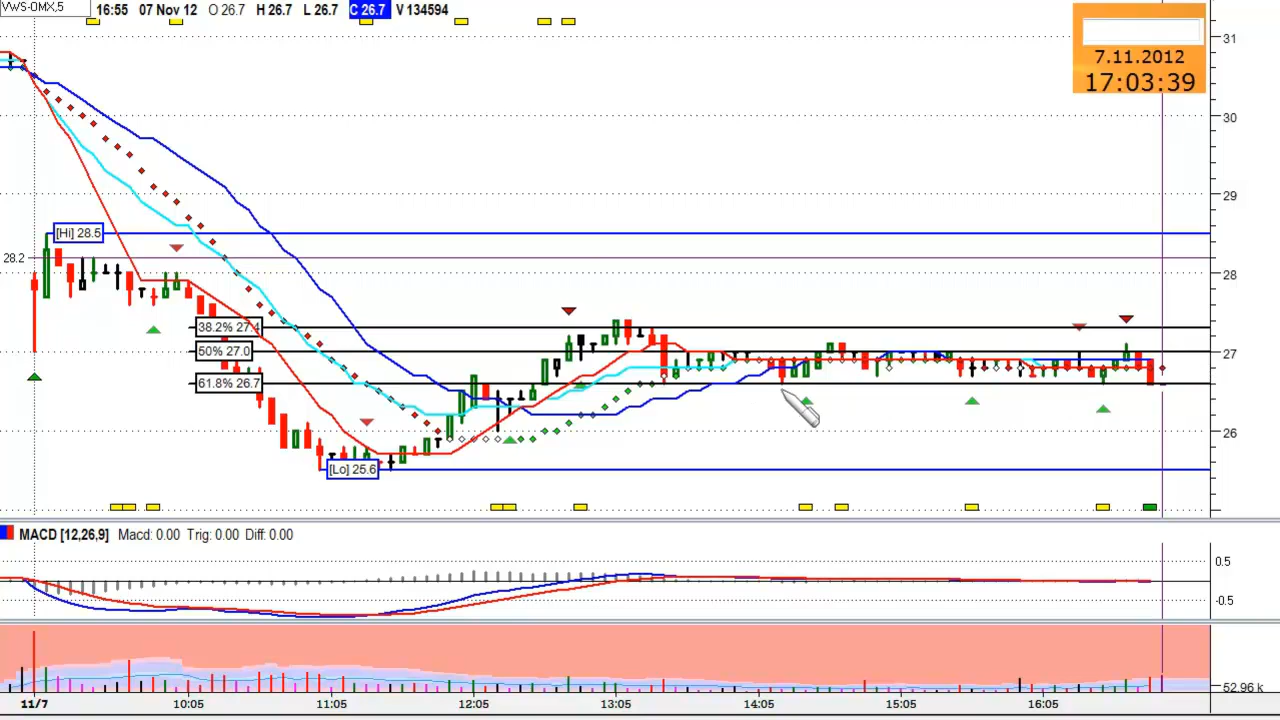 VWS-OMX,5 16:55 07 Nov 12 O 26.7 H 26.7 L 26.7 C 26.7 V 134594
7.11.2012
17:03:39
31
30
29
28
27
26
[Hi] 28.5
28.2
38.2% 27.4
50% 27.0
61.8% 26.7
[Lo] 25.6
MACD [12,26,9] Macd: 0.00 Trig: 0.00 Diff: 0.00
0.5
-0.5
52.96 k
11/7 10:05 11:05 12:05 13:05 14:05 15:05 16:05